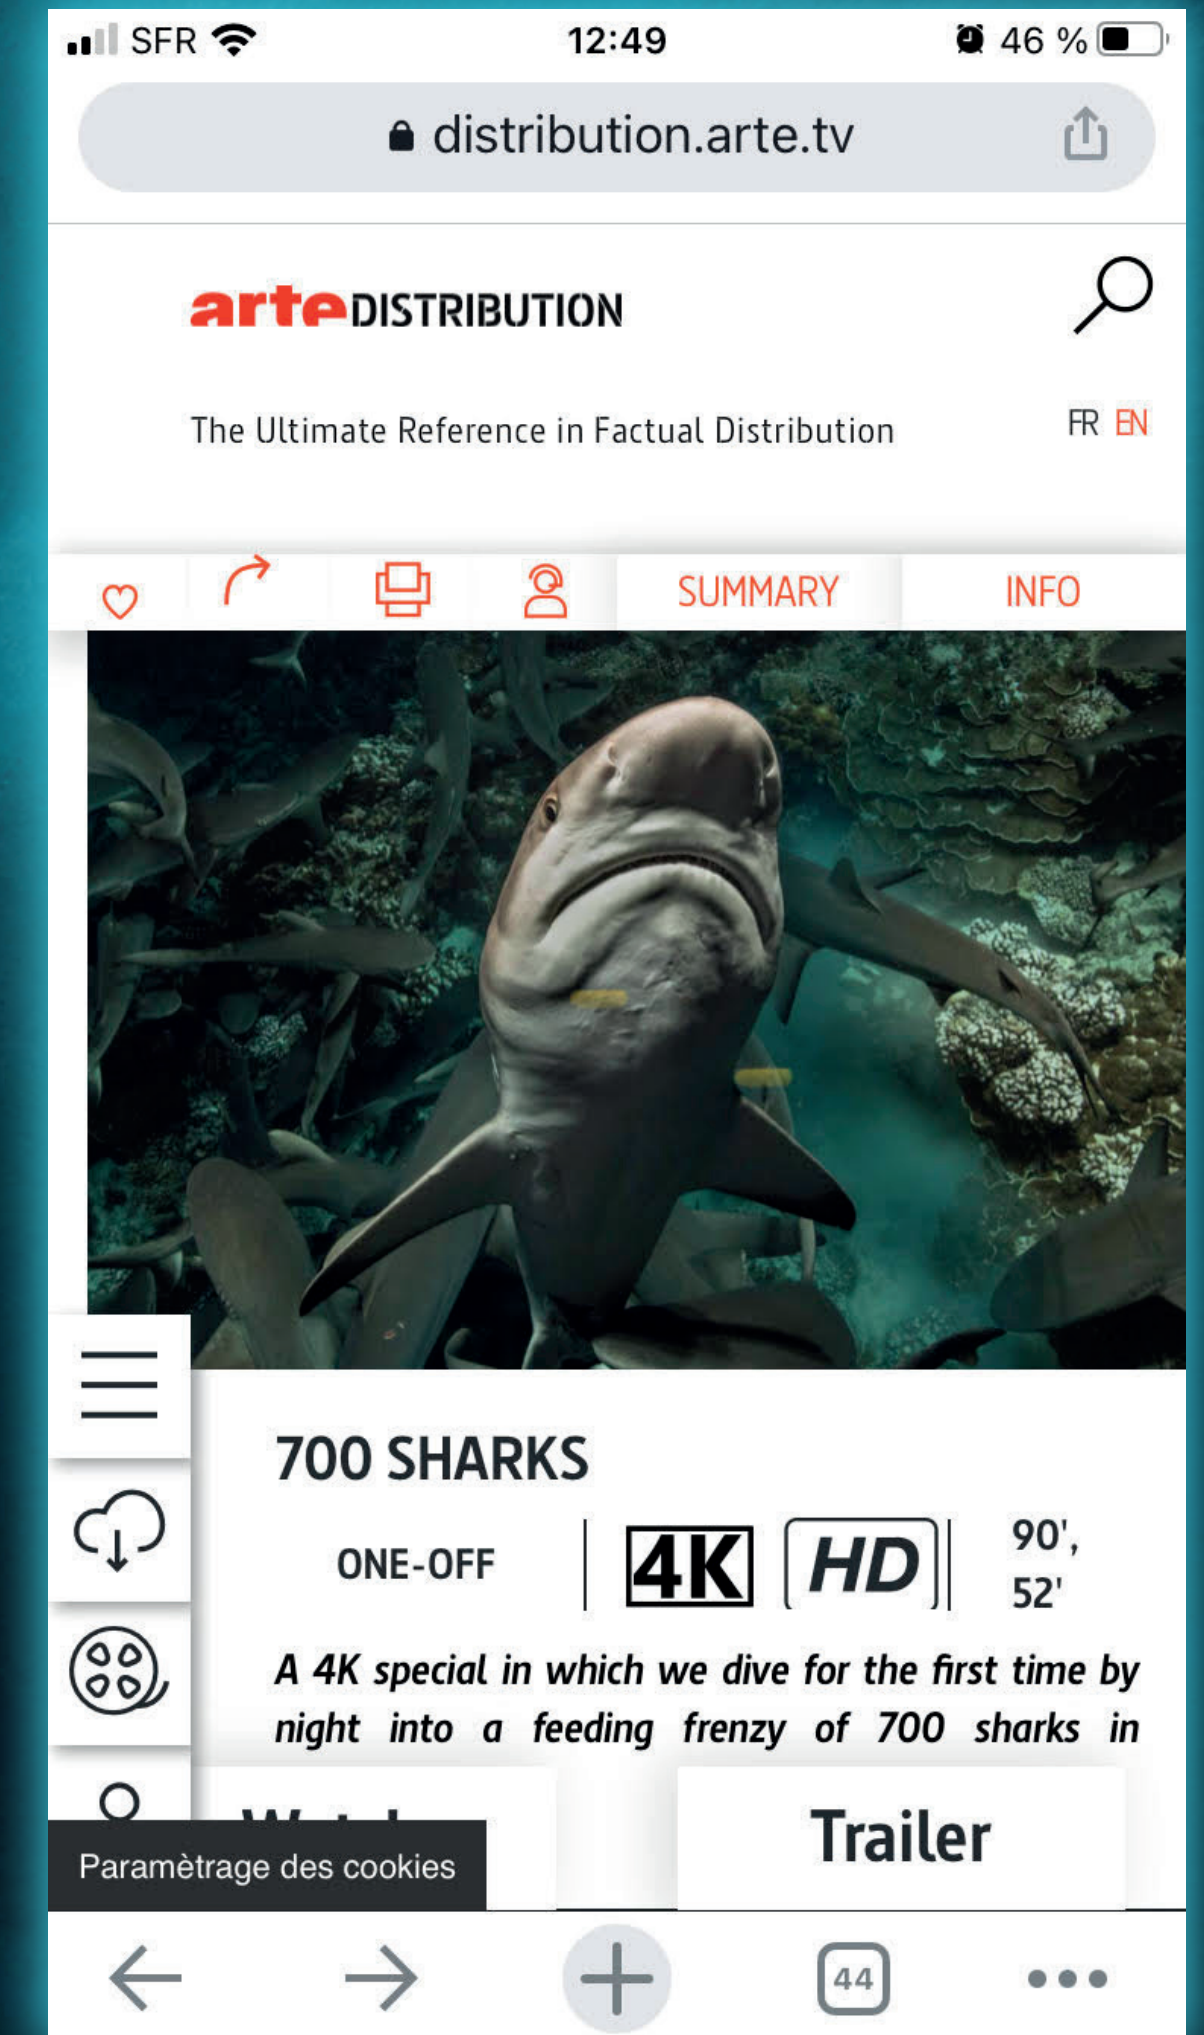 SFR
12:49
46 %
distribution.arte.tv
arte DISTRIBUTION
The Ultimate Reference in Factual Distribution
FR EN
SUMMARY
INFO
700 SHARKS
ONE-OFF
4K
HD
90',
52'
A 4K special in which we dive for the first time by
night into a feeding frenzy of 700 sharks in
Trailer
Paramètrage des cookies
44